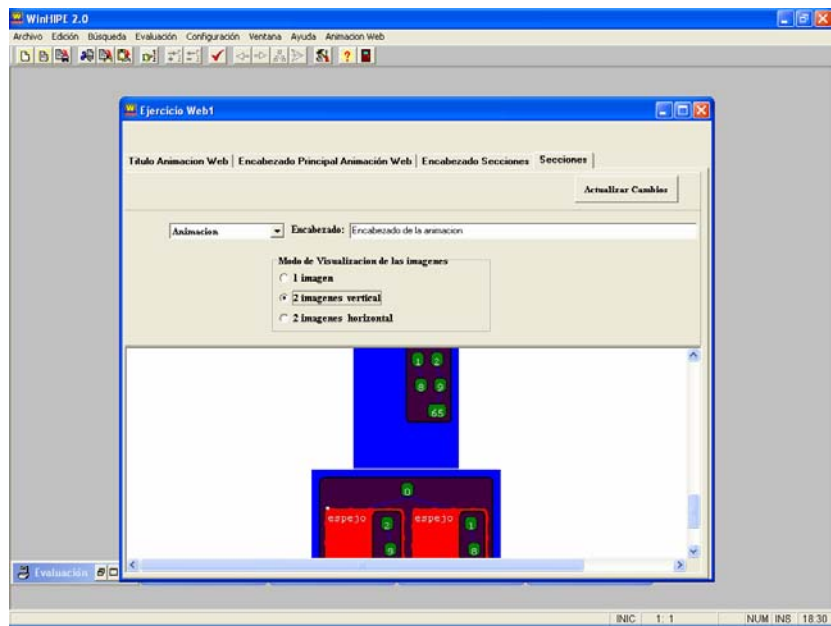 WinHIPE 2.0
Archivo Edición Búsqueda Evaluación Configuración Ventana Ayuda Animacion Web
Ejercicio Web1
Titulo Animacion Web Encabezado Principal Animación Web Encabezado Secciones Secciones
Actualizar Cambios
Animacion Encabezado: Encabezado de la animacion
Modo de Visualizacion de las imagenes
1 imagen
2 imagenes vertical
2 imagenes horizontal
1 2
8 9
65
0
espejo 2 espejo 1
9 8
Evaluación
INIC 1: 1 NUM INS 18:30